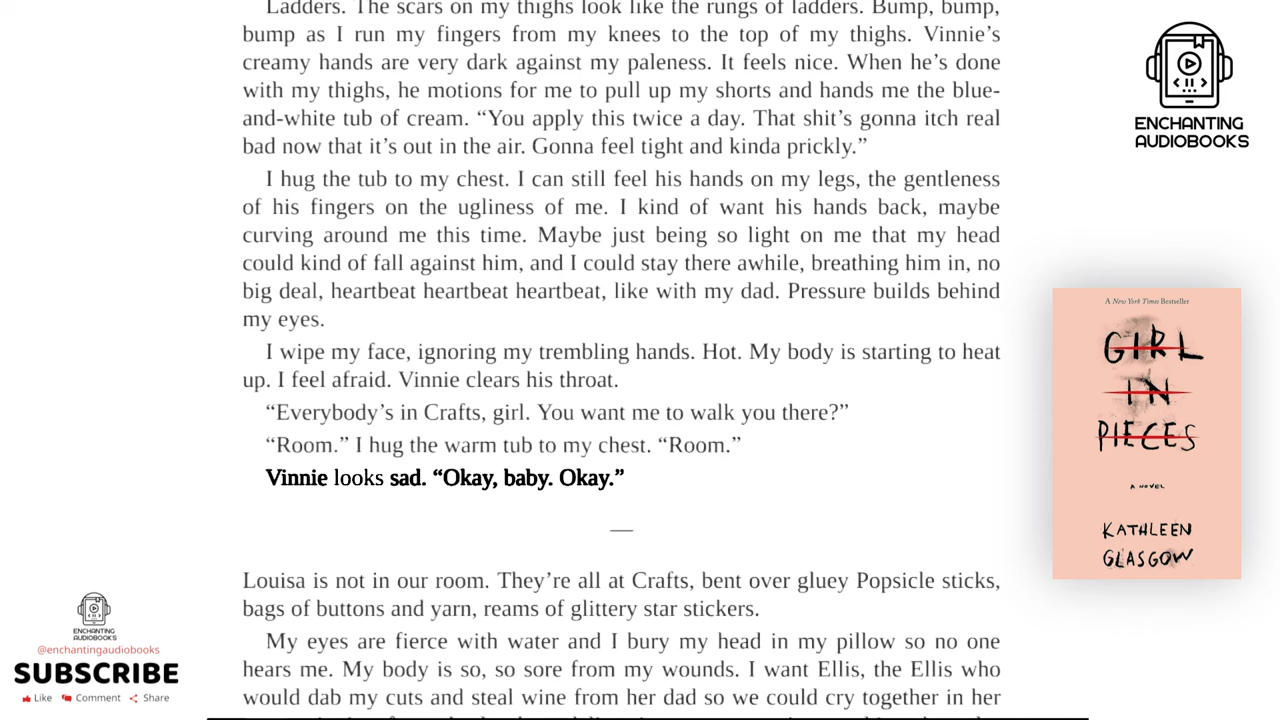 Ladders. The scars on my thighs look like the rungs of ladders. Bump, bump,
bump as I run my fingers from my knees to the top of my thighs. Vinnie’s
creamy hands are very dark against my paleness. It feels nice. When he’s done
with my thighs, he motions for me to pull up my shorts and hands me the blue-
and-white tub of cream. “You apply this twice a day. That shit’s gonna itch real
bad now that it’s out in the air. Gonna feel tight and kinda prickly.”
I hug the tub to my chest. I can still feel his hands on my legs, the gentleness
of his fingers on the ugliness of me. I kind of want his hands back, maybe
curving around me this time. Maybe just being so light on me that my head
could kind of fall against him, and I could stay there awhile, breathing him in, no
big deal, heartbeat heartbeat heartbeat, like with my dad. Pressure builds behind
my eyes.
I wipe my face, ignoring my trembling hands. Hot. My body is starting to heat
up. I feel afraid. Vinnie clears his throat.
“Everybody’s in Crafts, girl. You want me to walk you there?”
“Room.” I hug the warm tub to my chest. “Room.”
Vinnie looks sad. “Okay, baby. Okay.”
—
Louisa is not in our room. They’re all at Crafts, bent over gluey Popsicle sticks,
bags of buttons and yarn, reams of glittery star stickers.
My eyes are fierce with water and I bury my head in my pillow so no one
hears me. My body is so, so sore from my wounds. I want Ellis, the Ellis who
would dab my cuts and steal wine from her dad so we could cry together in her
ENCHANTING
AUDIOBOOKS
A New York Times Bestseller
GIRL
IN
PIECES
A NOVEL
KATHLEEN
GLASGOW
ENCHANTING
AUDIOBOOKS
@enchantingaudiobooks
SUBSCRIBE
Like Comment Share